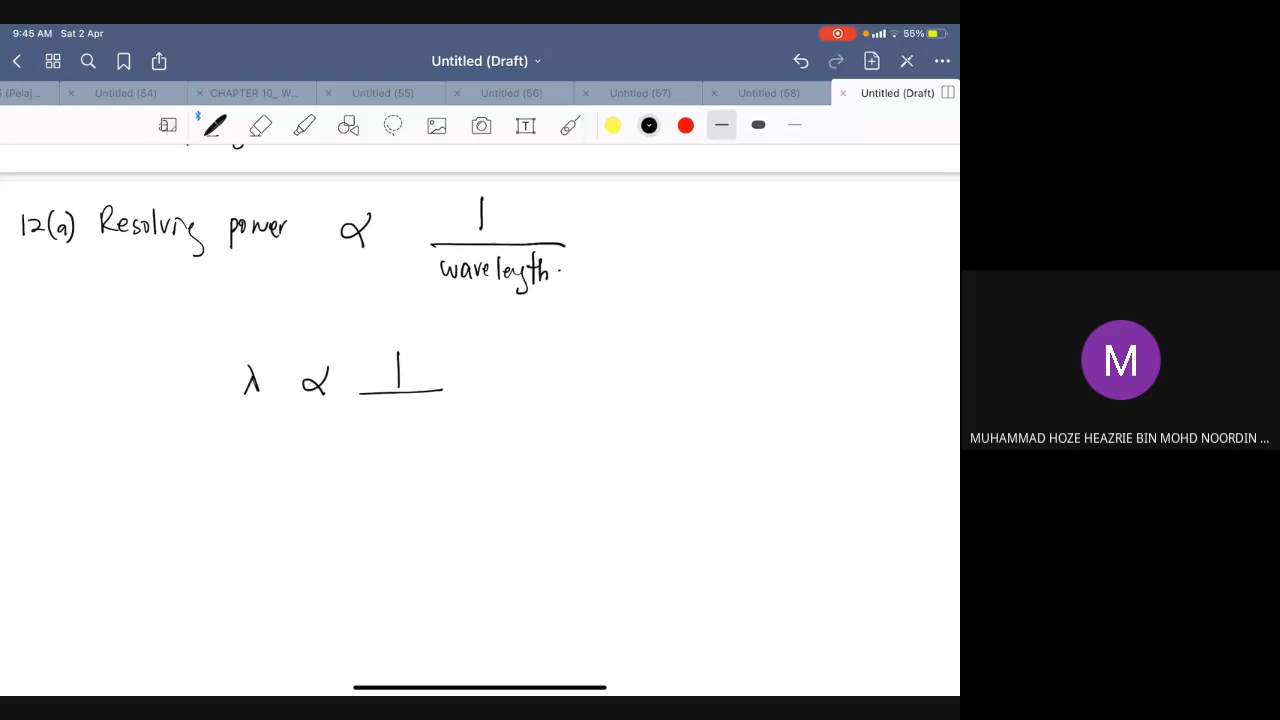 9:45 AM Sat 2 Apr
55%
Untitled (Draft)
(Pelaj...
Untitled (54)
CHAPTER 10_ W...
Untitled (55)
Untitled (56)
Untitled (57)
Untitled (58)
Untitled (Draft)
T
12(a) Resolving power ∝ 1
wavelength.
λ ∝ 1
M
MUHAMMAD HOZE HEAZRIE BIN MOHD NOORDIN ...